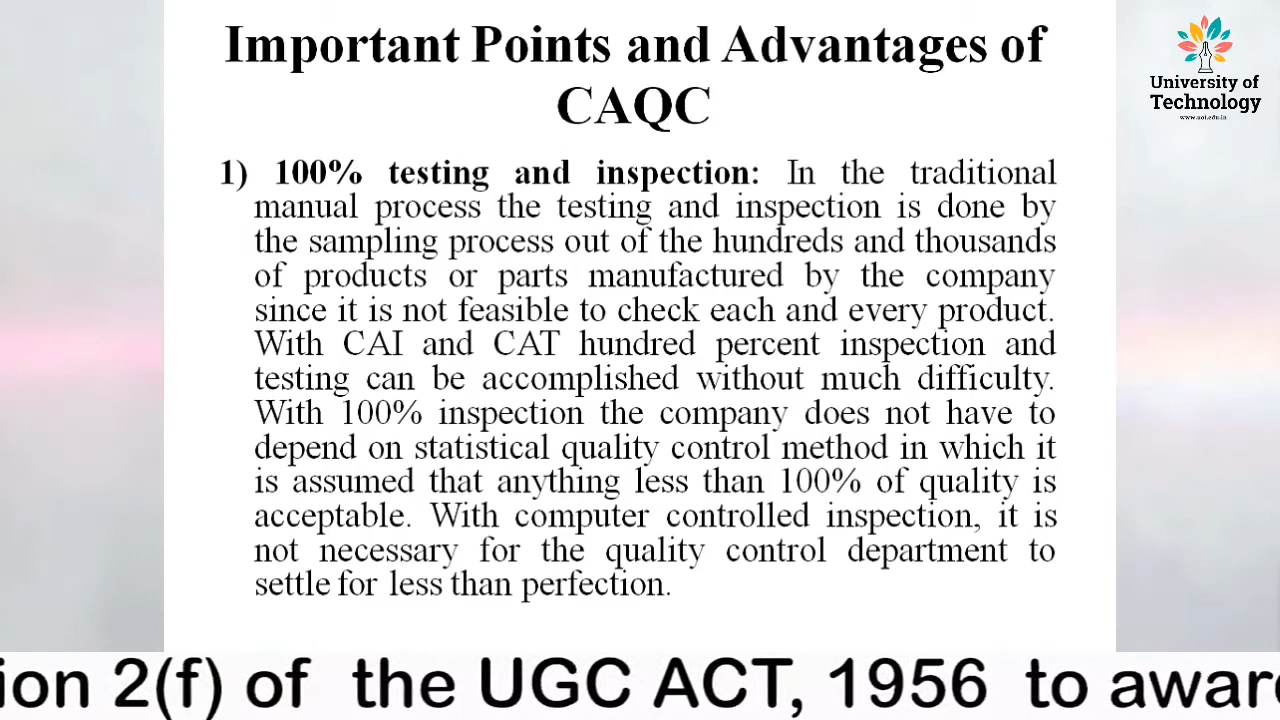 Important Points and Advantages of
CAQC
University of
Technology
www.uot.edu.in
1) 100% testing and inspection: In the traditional
manual process the testing and inspection is done by
the sampling process out of the hundreds and thousands
of products or parts manufactured by the company
since it is not feasible to check each and every product.
With CAI and CAT hundred percent inspection and
testing can be accomplished without much difficulty.
With 100% inspection the company does not have to
depend on statistical quality control method in which it
is assumed that anything less than 100% of quality is
acceptable. With computer controlled inspection, it is
not necessary for the quality control department to
settle for less than perfection.
ion 2(f) of the UGC ACT, 1956 to awar